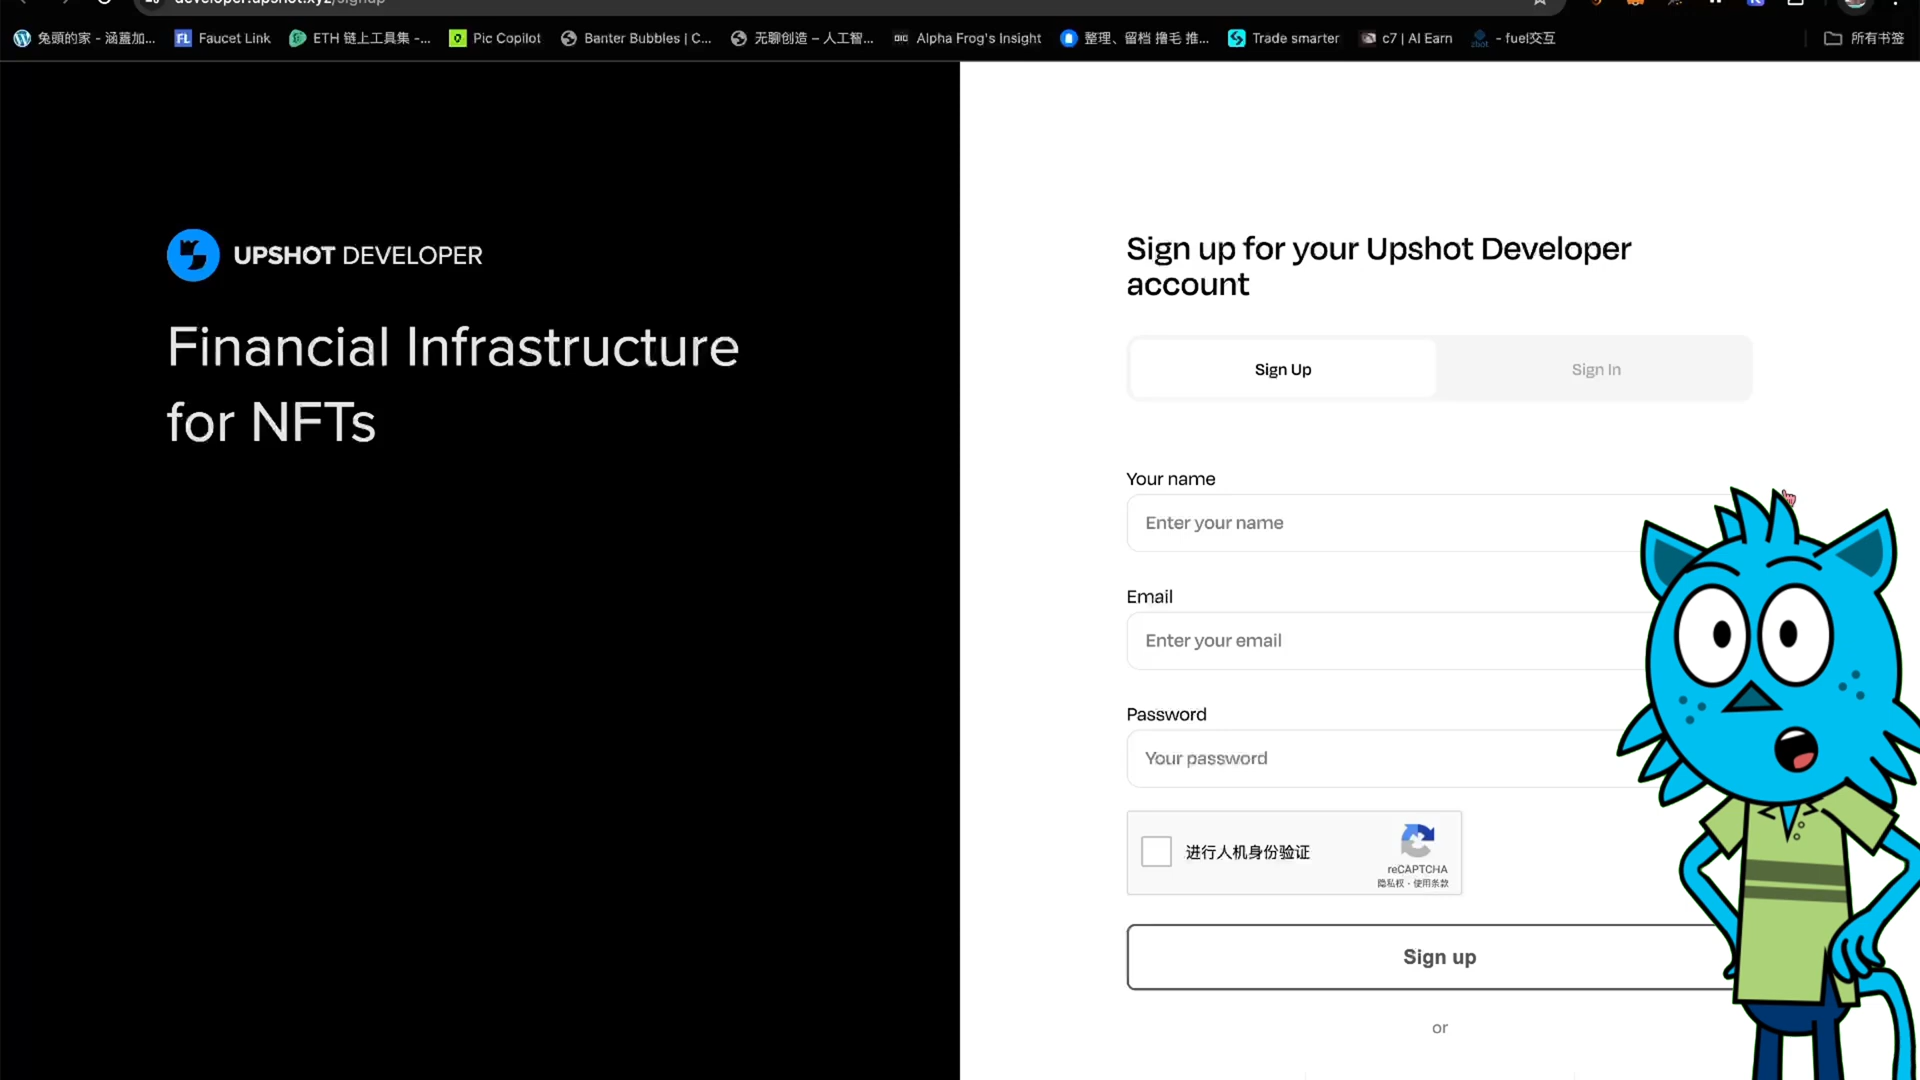 developer.upshot.xyz/signup
兔頭的家 - 涵蓋加... FL Faucet Link ETH 链上工具集 -... Pic Copilot Banter Bubbles | C... 无聊创造 – 人工智... Alpha Frog's Insight 整理、留档 撸毛 推... Trade smarter c7 | AI Earn - fuel交互 所有书签
UPSHOT DEVELOPER
Financial Infrastructure
for NFTs
Sign up for your Upshot Developer
account
Sign Up Sign In
Your name
Enter your name
Email
Enter your email
Password
Your password
进行人机身份验证
reCAPTCHA
隐私权 - 使用条款
Sign up
or